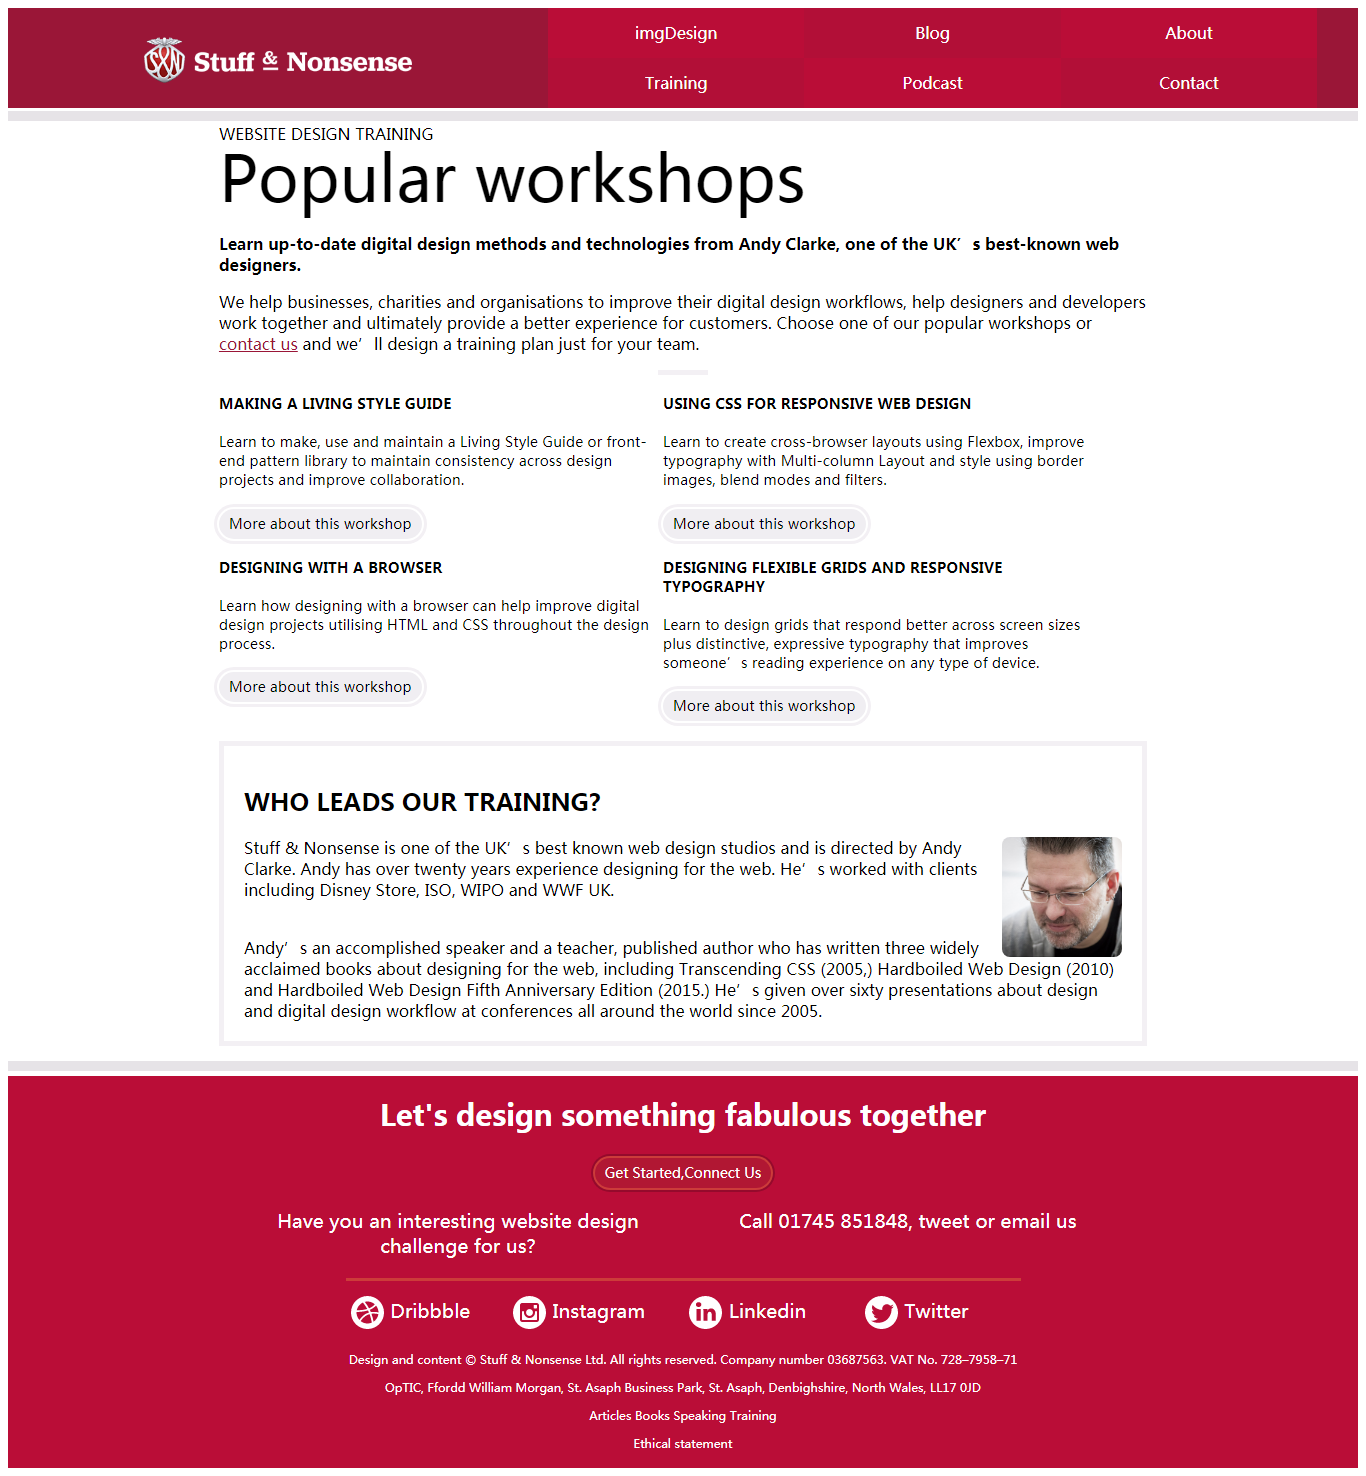 Stuff & Nonsense
imgDesign
Blog
About
Training
Podcast
Contact
WEBSITE DESIGN TRAINING
Popular workshops
Learn up-to-date digital design methods and technologies from Andy Clarke, one of the UK’s best-known web
designers.
We help businesses, charities and organisations to improve their digital design workflows, help designers and developers
work together and ultimately provide a better experience for customers. Choose one of our popular workshops or
contact us and we’ll design a training plan just for your team.
MAKING A LIVING STYLE GUIDE
Learn to make, use and maintain a Living Style Guide or front-
end pattern library to maintain consistency across design
projects and improve collaboration.
More about this workshop
USING CSS FOR RESPONSIVE WEB DESIGN
Learn to create cross-browser layouts using Flexbox, improve
typography with Multi-column Layout and style using border
images, blend modes and filters.
More about this workshop
DESIGNING WITH A BROWSER
Learn how designing with a browser can help improve digital
design projects utilising HTML and CSS throughout the design
process.
More about this workshop
DESIGNING FLEXIBLE GRIDS AND RESPONSIVE
TYPOGRAPHY
Learn to design grids that respond better across screen sizes
plus distinctive, expressive typography that improves
someone’s reading experience on any type of device.
More about this workshop
WHO LEADS OUR TRAINING?
Stuff & Nonsense is one of the UK’s best known web design studios and is directed by Andy
Clarke. Andy has over twenty years experience designing for the web. He’s worked with clients
including Disney Store, ISO, WIPO and WWF UK.
Andy’s an accomplished speaker and a teacher, published author who has written three widely
acclaimed books about designing for the web, including Transcending CSS (2005,) Hardboiled Web Design (2010)
and Hardboiled Web Design Fifth Anniversary Edition (2015.) He’s given over sixty presentations about design
and digital design workflow at conferences all around the world since 2005.
Let's design something fabulous together
Get Started,Connect Us
Have you an interesting website design
challenge for us?
Call 01745 851848, tweet or email us
Dribbble
Instagram
Linkedin
Twitter
Design and content © Stuff & Nonsense Ltd. All rights reserved. Company number 03687563. VAT No. 728–7958–71
OpTIC, Ffordd William Morgan, St. Asaph Business Park, St. Asaph, Denbighshire, North Wales, LL17 0JD
Articles Books Speaking Training
Ethical statement